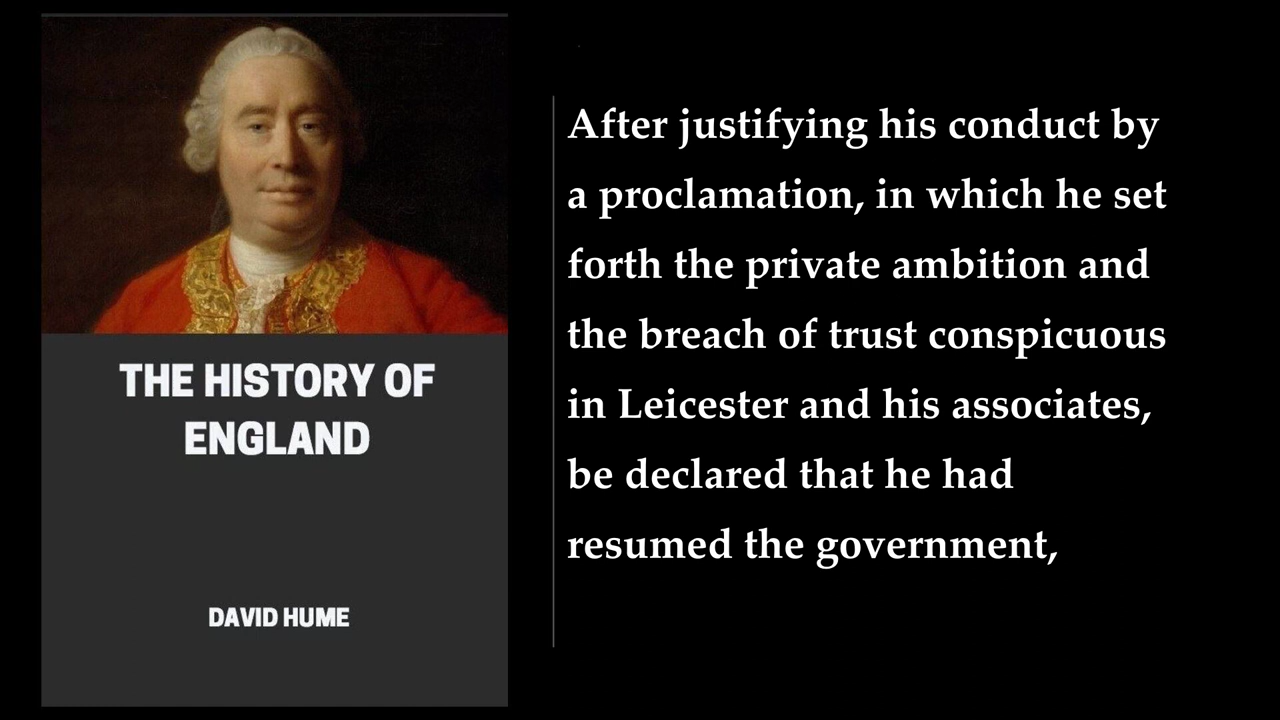 THE HISTORY OF
ENGLAND
DAVID HUME
After justifying his conduct by
a proclamation, in which he set
forth the private ambition and
the breach of trust conspicuous
in Leicester and his associates,
be declared that he had
resumed the government,